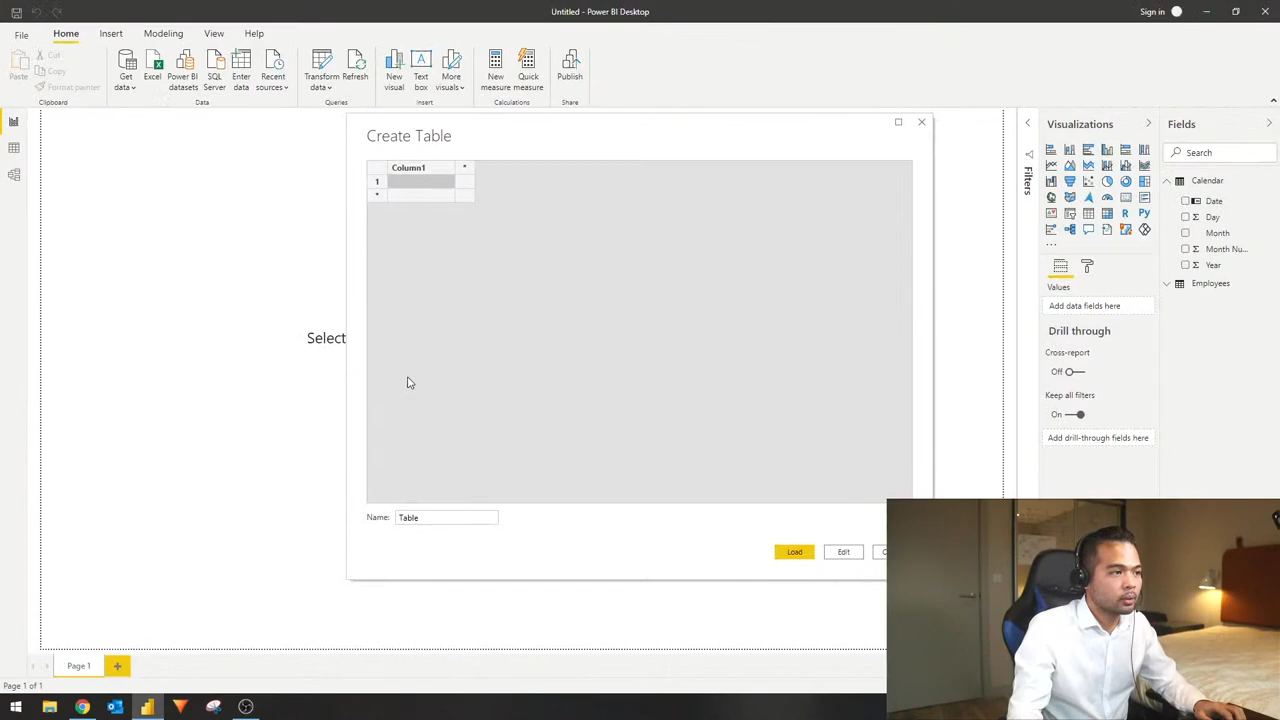 Untitled - Power BI Desktop
Sign in
File Home Insert Modeling View Help
Paste
Cut
Copy
Format painter
Clipboard
Get data
Excel
Power BI datasets
SQL Server
Enter data
Recent sources
Data
Transform data
Refresh
Queries
New visual
Text box
More visuals
Insert
New measure
Quick measure
Calculations
Publish
Share
Create Table
Column1 *
1
*
Select
Name: Table
Load
Edit
Filters
Visualizations
R
Py
...
Values
Add data fields here
Drill through
Cross-report
Off
Keep all filters
On
Add drill-through fields here
Fields
Search
Calendar
Date
Day
Month
Month Nu...
Year
Employees
Page 1
Page 1 of 1